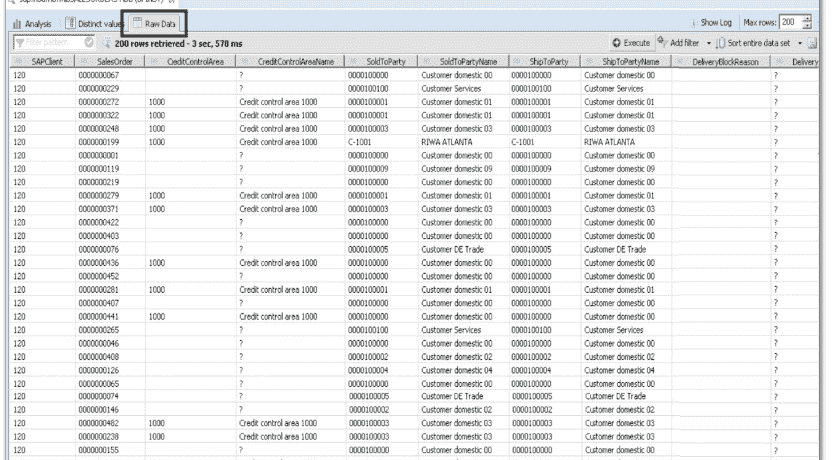 Analysis Distinct values Raw Data Show Log Max rows: 200
Filter pattern 200 rows retrieved - 3 sec, 578 ms Execute Add filter Sort entire data set
SAPClient SalesOrder CreditControlArea CreditControlAreaName SoldToParty SoldToPartyName ShipToParty ShipToPartyName DeliveryBlockReason Delivery
120 0000000067 ? 0000100000 Customer domestic 00 0000100000 Customer domestic 00 ?
120 0000000229 ? 0000100100 Customer Services 0000100100 Customer Services ?
120 0000000272 1000 Credit control area 1000 0000100001 Customer domestic 01 0000100001 Customer domestic 01 ?
120 0000000322 1000 Credit control area 1000 0000100001 Customer domestic 01 0000100001 Customer domestic 01 ?
120 0000000248 1000 Credit control area 1000 0000100003 Customer domestic 03 0000100003 Customer domestic 03 ?
120 0000000199 1000 Credit control area 1000 C-1001 RIWA ATLANTA C-1001 RIWA ATLANTA ?
120 0000000001 ? 0000100000 Customer domestic 00 0000100000 Customer domestic 00 ?
120 0000000119 ? 0000100009 Customer domestic 09 0000100009 Customer domestic 09 ?
120 0000000219 ? 0000100000 Customer domestic 00 0000100000 Customer domestic 00 ?
120 0000000279 1000 Credit control area 1000 0000100001 Customer domestic 01 0000100001 Customer domestic 01 ?
120 0000000371 1000 Credit control area 1000 0000100003 Customer domestic 03 0000100003 Customer domestic 03 ?
120 0000000422 ? 0000100000 Customer domestic 00 0000100000 Customer domestic 00 ?
120 0000000403 ? 0000100000 Customer domestic 00 0000100000 Customer domestic 00 ?
120 0000000076 ? 0000100005 Customer DE Trade 0000100005 Customer DE Trade ?
120 0000000436 1000 Credit control area 1000 0000100000 Customer domestic 00 0000100000 Customer domestic 00 ?
120 0000000452 ? 0000100000 Customer domestic 00 0000100000 Customer domestic 00 ?
120 0000000281 1000 Credit control area 1000 0000100001 Customer domestic 01 0000100001 Customer domestic 01 ?
120 0000000407 ? 0000100000 Customer domestic 00 0000100000 Customer domestic 00 ?
120 0000000441 1000 Credit control area 1000 0000100000 Customer domestic 00 0000100000 Customer domestic 00 ?
120 0000000265 ? 0000100100 Customer Services 0000100100 Customer Services ?
120 0000000046 ? 0000100000 Customer domestic 00 0000100000 Customer domestic 00 ?
120 0000000408 ? 0000100002 Customer domestic 02 0000100002 Customer domestic 02 ?
120 0000000126 ? 0000100004 Customer domestic 04 0000100004 Customer domestic 04 ?
120 0000000065 ? 0000100000 Customer domestic 00 0000100000 Customer domestic 00 ?
120 0000000074 ? 0000100005 Customer DE Trade 0000100005 Customer DE Trade ?
120 0000000146 ? 0000100002 Customer domestic 02 0000100002 Customer domestic 02 ?
120 0000000482 1000 Credit control area 1000 0000100003 Customer domestic 03 0000100003 Customer domestic 03 ?
120 0000000238 1000 Credit control area 1000 0000100003 Customer domestic 03 0000100003 Customer domestic 03 ?
120 0000000155 ? 0000100000 Customer domestic 00 0000100000 Customer domestic 00 ?